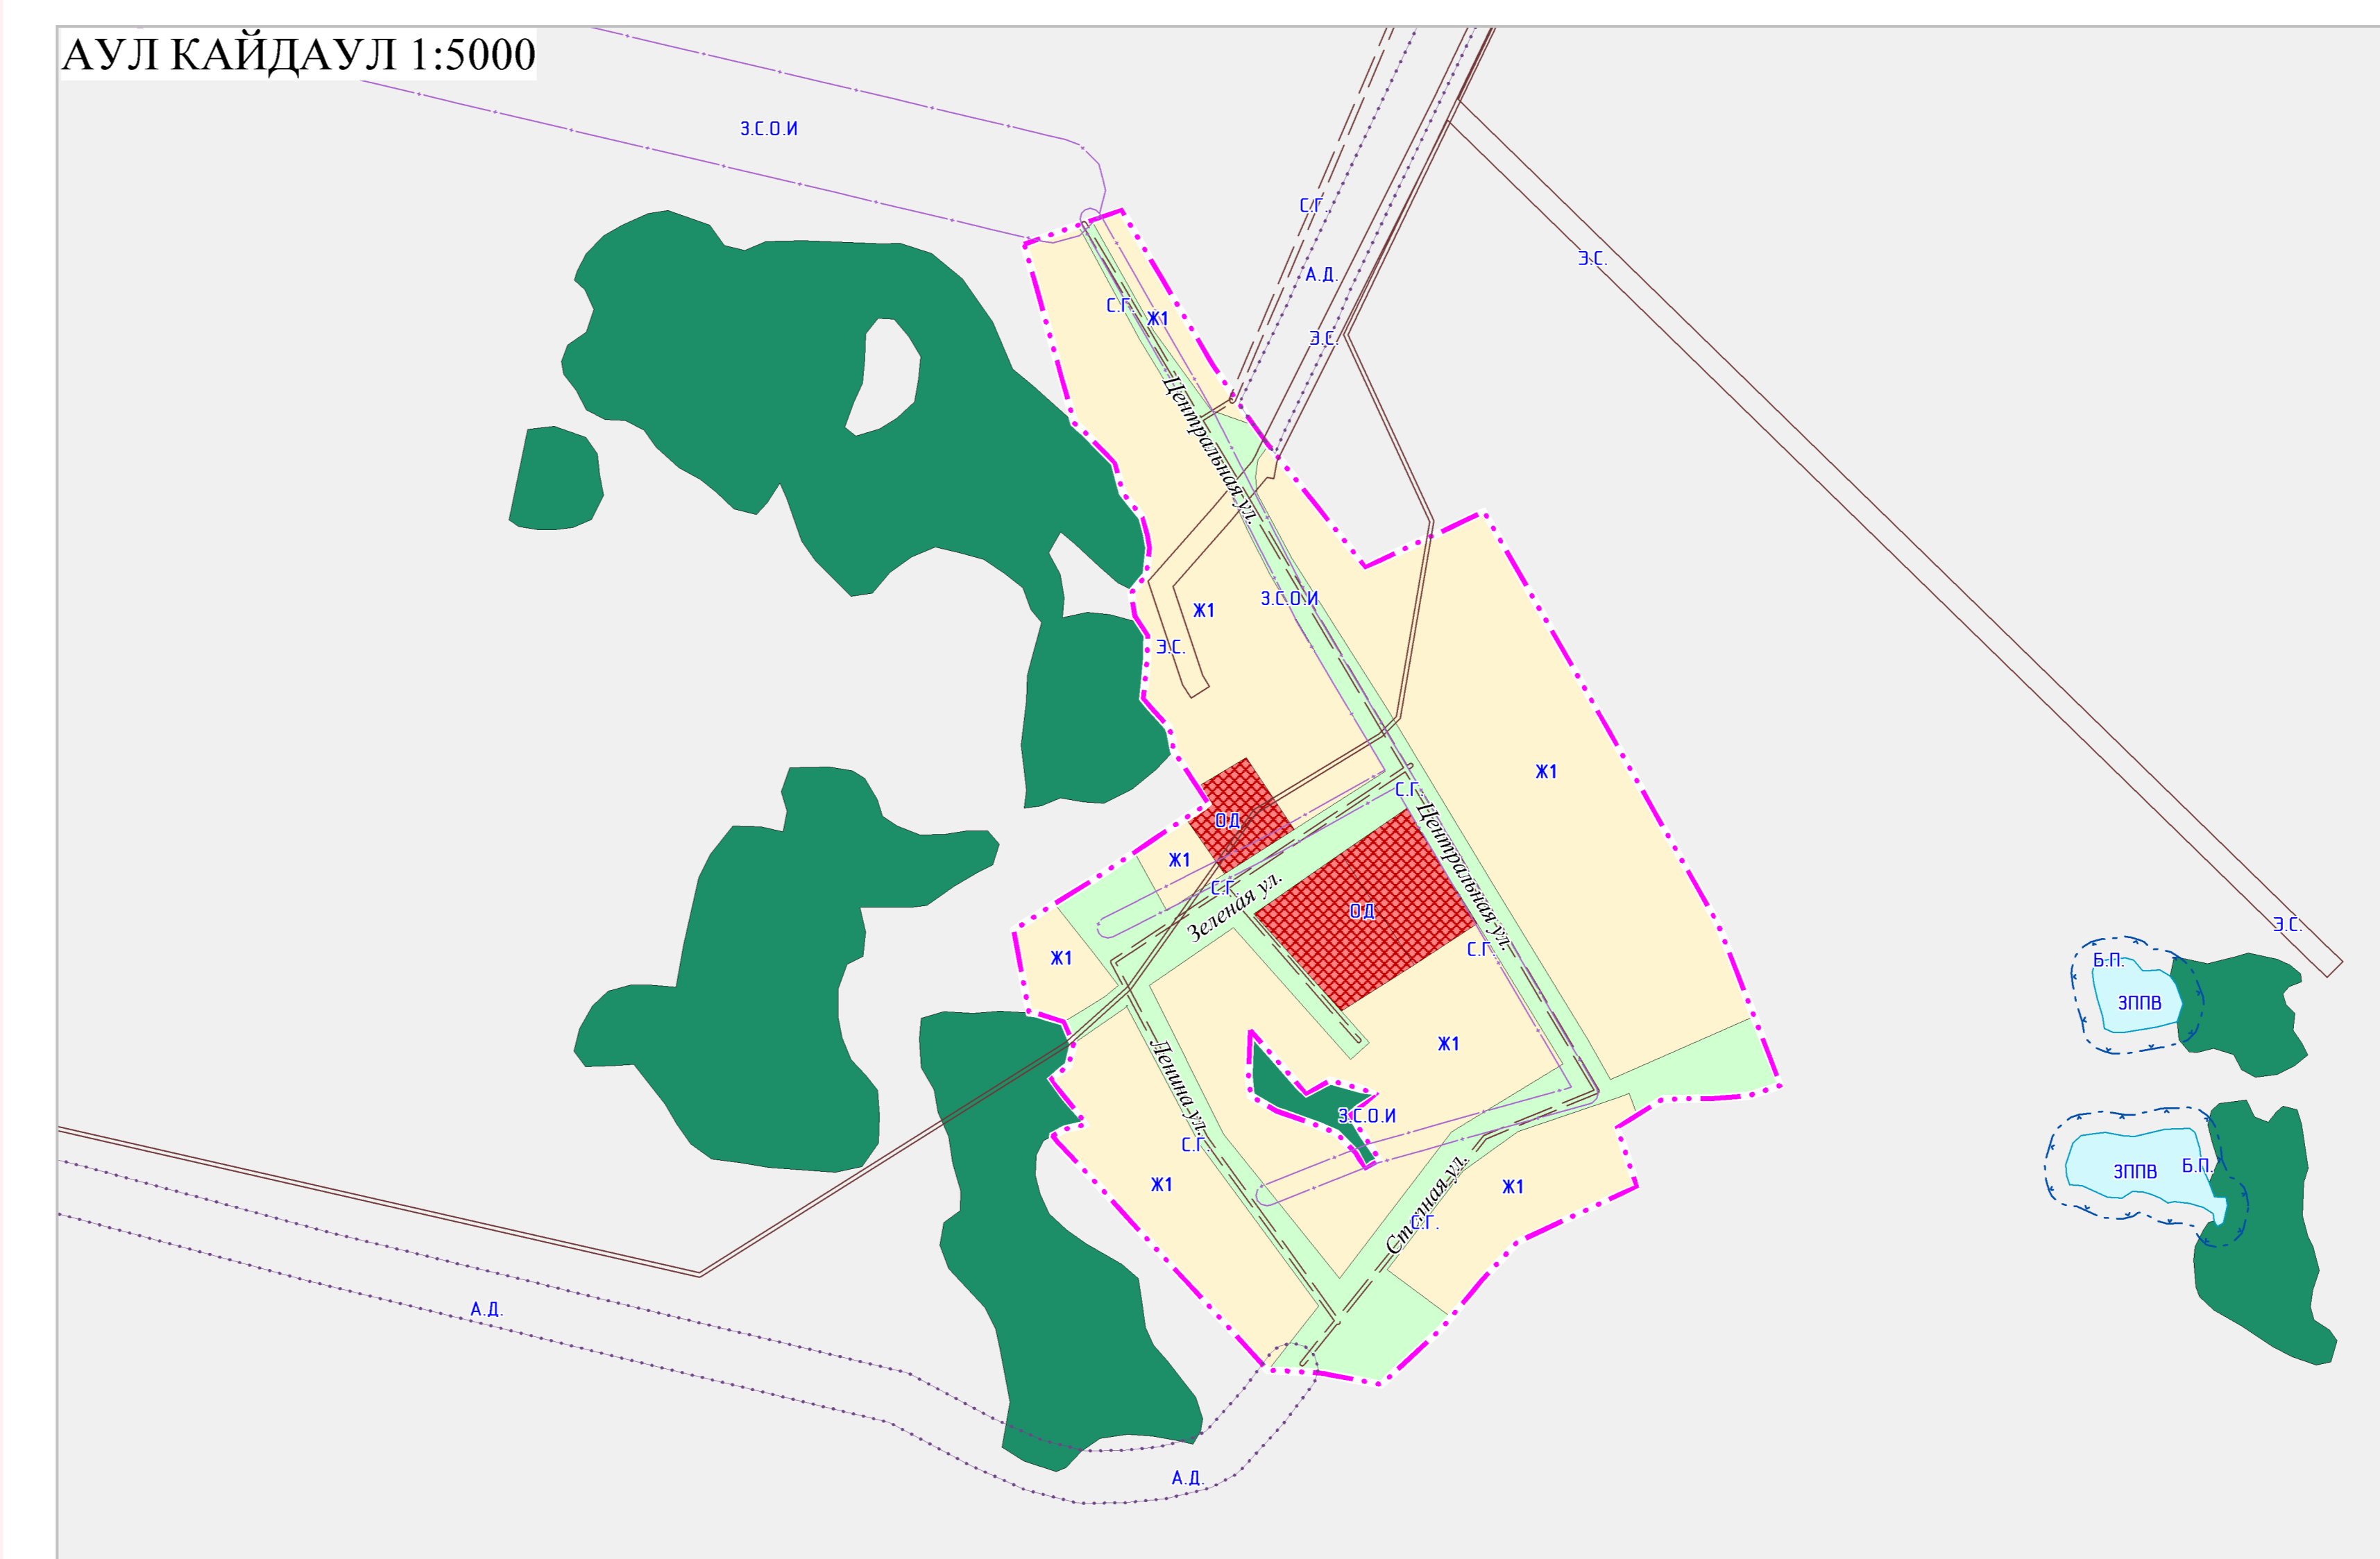 АУЛ КАЙДАУЛ 1:5000
З.С.О.И
С.Г.
Э.С.
А.Д.
С.Г.
Ж1
Э.С.
Центральная ул.
З.С.О.И
Ж1
Э.С.
Ж1
С.Г.
ОД
Ж1
Центральная ул.
С.Г.
Зеленая ул.
ОД
Э.С.
С.Г.
Ж1
Б.П.
ЗППВ
Ж1
Ленина ул.
З.С.О.И
С.Г.
Б.П.
ЗППВ
Ж1
Ж1
Степная ул.
С.Г.
А.Д.
А.Д.